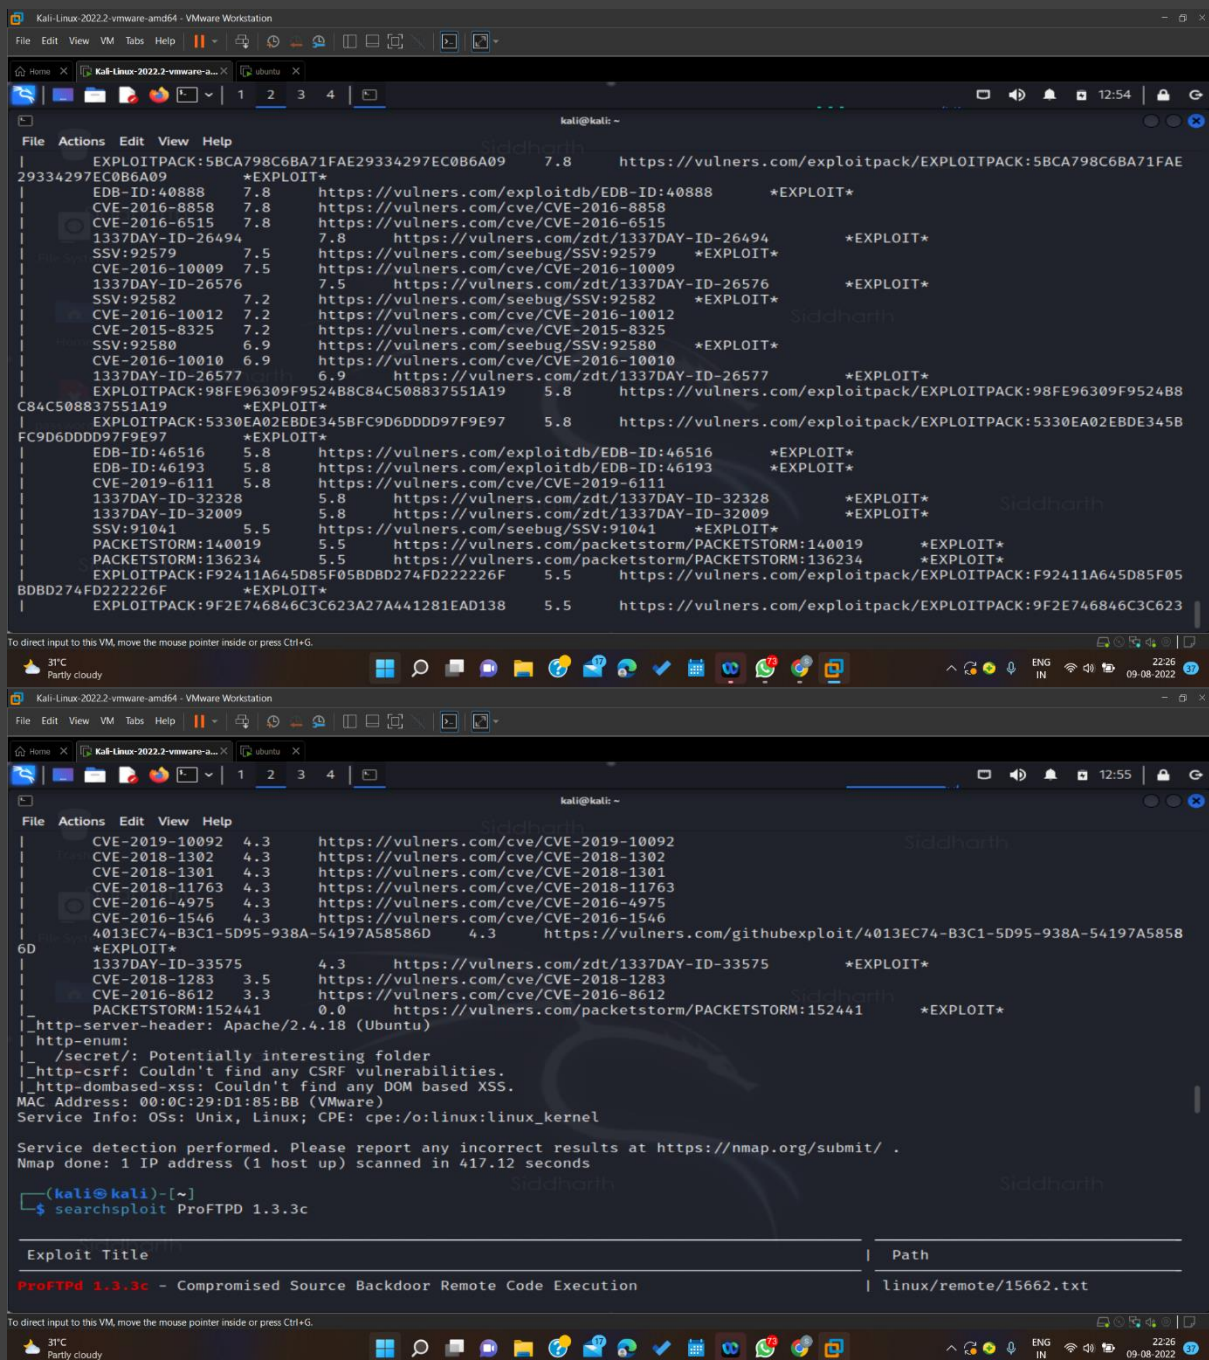 Kali-Linux-2022.2-vmware-amd64 - VMware Workstation
File Edit View VM Tabs Help
Home Kali-Linux-2022.2-vmware-a... ubuntu
1 2 3 4 12:54
kali@kali: ~
File Actions Edit View Help
| EXPLOITPACK:5BCA798C6BA71FAE29334297EC0B6A09 7.8 https://vulners.com/exploitpack/EXPLOITPACK:5BCA798C6BA71FAE
29334297EC0B6A09 *EXPLOIT*
| EDB-ID:40888 7.8 https://vulners.com/exploitdb/EDB-ID:40888 *EXPLOIT*
| CVE-2016-8858 7.8 https://vulners.com/cve/CVE-2016-8858
| CVE-2016-6515 7.8 https://vulners.com/cve/CVE-2016-6515
| 1337DAY-ID-26494 7.8 https://vulners.com/zdt/1337DAY-ID-26494 *EXPLOIT*
| SSV:92579 7.5 https://vulners.com/seebug/SSV:92579 *EXPLOIT*
| CVE-2016-10009 7.5 https://vulners.com/cve/CVE-2016-10009
| 1337DAY-ID-26576 7.5 https://vulners.com/zdt/1337DAY-ID-26576 *EXPLOIT*
| SSV:92582 7.2 https://vulners.com/seebug/SSV:92582 *EXPLOIT*
| CVE-2016-10012 7.2 https://vulners.com/cve/CVE-2016-10012
| CVE-2015-8325 7.2 https://vulners.com/cve/CVE-2015-8325
| SSV:92580 6.9 https://vulners.com/seebug/SSV:92580 *EXPLOIT*
| CVE-2016-10010 6.9 https://vulners.com/cve/CVE-2016-10010
| 1337DAY-ID-26577 6.9 https://vulners.com/zdt/1337DAY-ID-26577 *EXPLOIT*
| EXPLOITPACK:98FE96309F9524B8C84C508837551A19 5.8 https://vulners.com/exploitpack/EXPLOITPACK:98FE96309F9524B8
C84C508837551A19 *EXPLOIT*
| EXPLOITPACK:5330EA02EBDE345BFC9D6DDDD97F9E97 5.8 https://vulners.com/exploitpack/EXPLOITPACK:5330EA02EBDE345B
FC9D6DDDD97F9E97 *EXPLOIT*
| EDB-ID:46516 5.8 https://vulners.com/exploitdb/EDB-ID:46516 *EXPLOIT*
| EDB-ID:46193 5.8 https://vulners.com/exploitdb/EDB-ID:46193 *EXPLOIT*
| CVE-2019-6111 5.8 https://vulners.com/cve/CVE-2019-6111
| 1337DAY-ID-32328 5.8 https://vulners.com/zdt/1337DAY-ID-32328 *EXPLOIT*
| 1337DAY-ID-32009 5.8 https://vulners.com/zdt/1337DAY-ID-32009 *EXPLOIT*
| SSV:91041 5.5 https://vulners.com/seebug/SSV:91041 *EXPLOIT*
| PACKETSTORM:140019 5.5 https://vulners.com/packetstorm/PACKETSTORM:140019 *EXPLOIT*
| PACKETSTORM:136234 5.5 https://vulners.com/packetstorm/PACKETSTORM:136234 *EXPLOIT*
| EXPLOITPACK:F92411A645D85F05BDBD274FD222226F 5.5 https://vulners.com/exploitpack/EXPLOITPACK:F92411A645D85F05
BDBD274FD222226F *EXPLOIT*
| EXPLOITPACK:9F2E746846C3C623A27A441281EAD138 5.5 https://vulners.com/exploitpack/EXPLOITPACK:9F2E746846C3C623
Siddharth
To direct input to this VM, move the mouse pointer inside or press Ctrl+G.
31°C
Partly cloudy
ENG
IN
22:26
09-08-2022
Kali-Linux-2022.2-vmware-amd64 - VMware Workstation
File Edit View VM Tabs Help
Home Kali-Linux-2022.2-vmware-a... ubuntu
1 2 3 4 12:55
kali@kali: ~
File Actions Edit View Help
| CVE-2019-10092 4.3 https://vulners.com/cve/CVE-2019-10092
| CVE-2018-1302 4.3 https://vulners.com/cve/CVE-2018-1302
| CVE-2018-1301 4.3 https://vulners.com/cve/CVE-2018-1301
| CVE-2018-11763 4.3 https://vulners.com/cve/CVE-2018-11763
| CVE-2016-4975 4.3 https://vulners.com/cve/CVE-2016-4975
| CVE-2016-1546 4.3 https://vulners.com/cve/CVE-2016-1546
| 4013EC74-B3C1-5D95-938A-54197A58586D 4.3 https://vulners.com/githubexploit/4013EC74-B3C1-5D95-938A-54197A5858
6D *EXPLOIT*
| 1337DAY-ID-33575 4.3 https://vulners.com/zdt/1337DAY-ID-33575 *EXPLOIT*
| CVE-2018-1283 3.5 https://vulners.com/cve/CVE-2018-1283
| CVE-2016-8612 3.3 https://vulners.com/cve/CVE-2016-8612
|_ PACKETSTORM:152441 0.0 https://vulners.com/packetstorm/PACKETSTORM:152441 *EXPLOIT*
|_http-server-header: Apache/2.4.18 (Ubuntu)
| http-enum:
|_ /secret/: Potentially interesting folder
|_http-csrf: Couldn't find any CSRF vulnerabilities.
|_http-dombased-xss: Couldn't find any DOM based XSS.
MAC Address: 00:0C:29:D1:85:BB (VMware)
Service Info: OSs: Unix, Linux; CPE: cpe:/o:linux:linux_kernel
Service detection performed. Please report any incorrect results at https://nmap.org/submit/ .
Nmap done: 1 IP address (1 host up) scanned in 417.12 seconds
Siddharth
(kali㉿kali)-[~]
$ searchsploit ProFTPD 1.3.3c
Exploit Title | Path
ProFTPd 1.3.3c - Compromised Source Backdoor Remote Code Execution | linux/remote/15662.txt
To direct input to this VM, move the mouse pointer inside or press Ctrl+G.
31°C
Partly cloudy
ENG
IN
22:26
09-08-2022